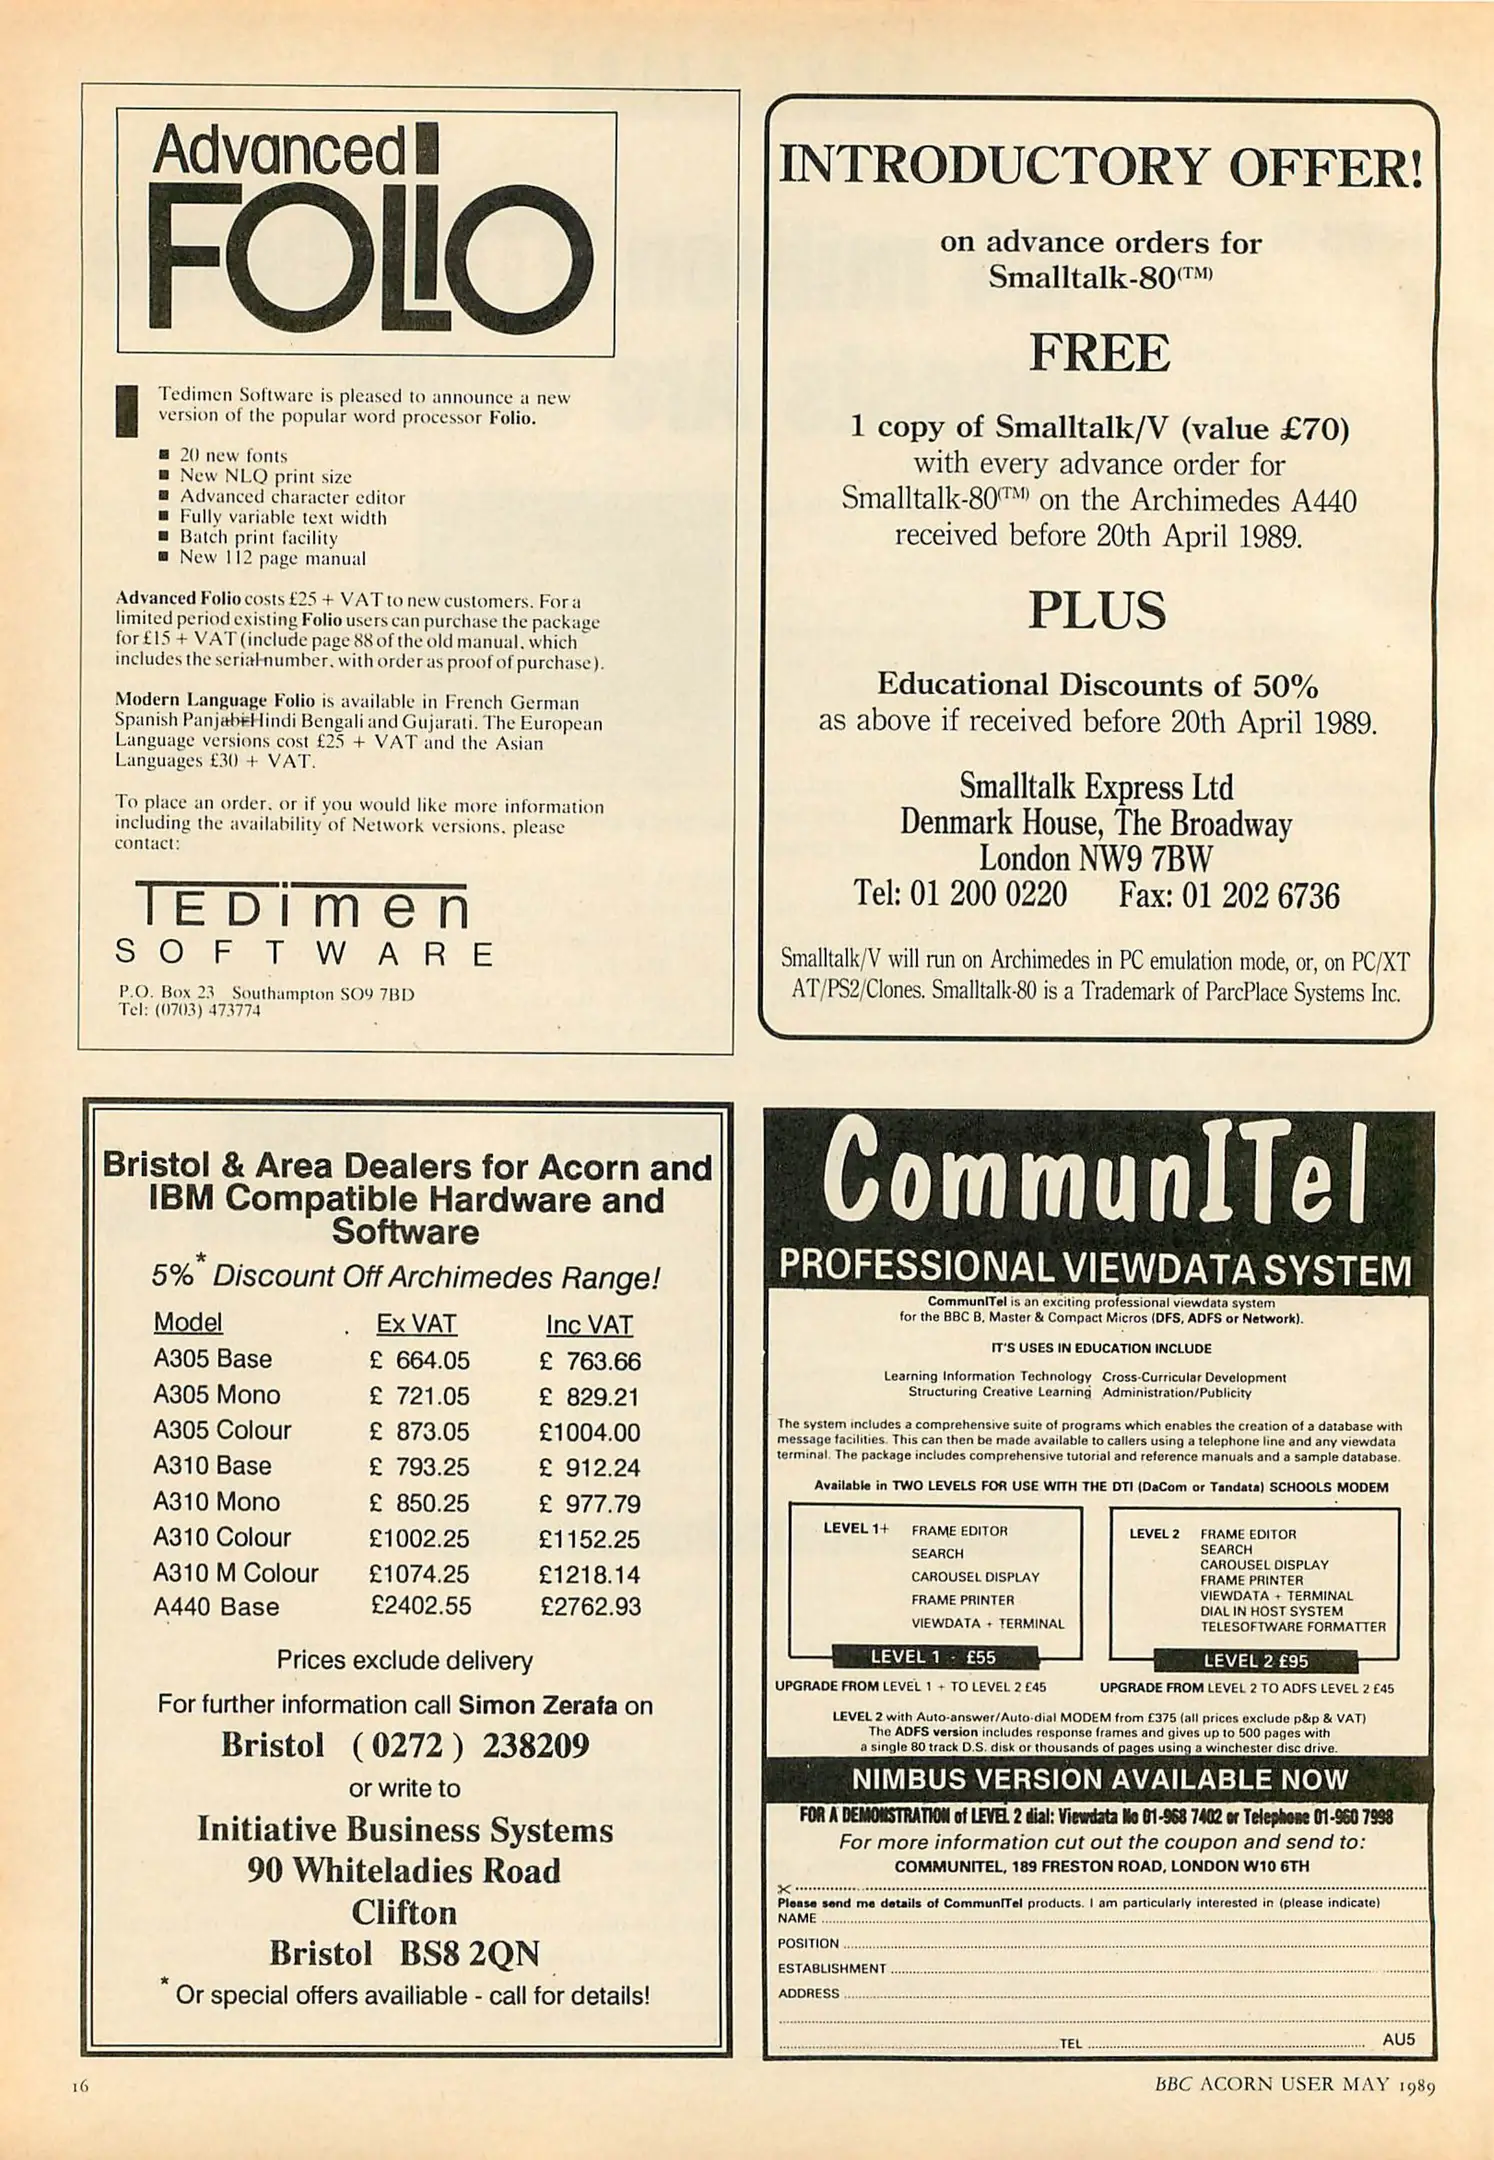 Advanced
FOLIO
Tedimen Software is pleased to announce a new
version of the popular word processor Folio.
■ 20 new fonts
■ New NLQ print size
■ Advanced character editor
■ Fully variable text width
■ Batch print facility
■ New 112 page manual
Advanced Folio costs £25 + VAT to new customers. For a
limited period existing Folio users can purchase the package
for £15 + VAT (include page 88 of the old manual, which
includes the serial number, with order as proof of purchase).
Modern Language Folio is available in French German
Spanish Panjabi Hindi Bengali and Gujarati. The European
Language versions cost £25 + VAT and the Asian
Languages £30 + VAT.
To place an order, or if you would like more information
including the availability of Network versions, please
contact:
TEDimen
SOFTWARE
P.O. Box 23 Southampton SO9 7BD
Tel: (0703) 473774
INTRODUCTORY OFFER!
on advance orders for
Smalltalk-80(TM)
FREE
1 copy of Smalltalk/V (value £70)
with every advance order for
Smalltalk-80(TM) on the Archimedes A440
received before 20th April 1989.
PLUS
Educational Discounts of 50%
as above if received before 20th April 1989.
Smalltalk Express Ltd
Denmark House, The Broadway
London NW9 7BW
Tel: 01 200 0220 Fax: 01 202 6736
Smalltalk/V will run on Archimedes in PC emulation mode, or, on PC/XT
AT/PS2/Clones. Smalltalk-80 is a Trademark of ParcPlace Systems Inc.
Bristol & Area Dealers for Acorn and
IBM Compatible Hardware and
Software
5%* Discount Off Archimedes Range!
Model Ex VAT Inc VAT
A305 Base £ 664.05 £ 763.66
A305 Mono £ 721.05 £ 829.21
A305 Colour £ 873.05 £1004.00
A310 Base £ 793.25 £ 912.24
A310 Mono £ 850.25 £ 977.79
A310 Colour £1002.25 £1152.25
A310 M Colour £1074.25 £1218.14
A440 Base £2402.55 £2762.93
Prices exclude delivery
For further information call Simon Zerafa on
Bristol ( 0272 ) 238209
or write to
Initiative Business Systems
90 Whiteladies Road
Clifton
Bristol BS8 2QN
* Or special offers availiable - call for details!
CommunITel
PROFESSIONAL VIEWDATA SYSTEM
CommunITel is an exciting professional viewdata system
for the BBC B, Master & Compact Micros (DFS, ADFS or Network).
IT'S USES IN EDUCATION INCLUDE
Learning Information Technology Cross-Curricular Development
Structuring Creative Learning Administration/Publicity
The system includes a comprehensive suite of programs which enables the creation of a database with
message facilities. This can then be made available to callers using a telephone line and any viewdata
terminal. The package includes comprehensive tutorial and reference manuals and a sample database.
Available in TWO LEVELS FOR USE WITH THE DTI (DaCom or Tandata) SCHOOLS MODEM
LEVEL 1+ FRAME EDITOR
SEARCH
CAROUSEL DISPLAY
FRAME PRINTER
VIEWDATA + TERMINAL
LEVEL 1 - £55
UPGRADE FROM LEVEL 1 + TO LEVEL 2 £45
LEVEL 2 FRAME EDITOR
SEARCH
CAROUSEL DISPLAY
FRAME PRINTER
VIEWDATA + TERMINAL
DIAL IN HOST SYSTEM
TELESOFTWARE FORMATTER
LEVEL 2 £95
UPGRADE FROM LEVEL 2 TO ADFS LEVEL 2 £45
LEVEL 2 with Auto-answer/Auto-dial MODEM from £375 (all prices exclude p&p & VAT)
The ADFS version includes response frames and gives up to 500 pages with
a single 80 track D.S. disk or thousands of pages using a winchester disc drive.
NIMBUS VERSION AVAILABLE NOW
FOR A DEMONSTRATION of LEVEL 2 dial: Viewdata No 01-968 7402 or Telephone 01-960 7998
For more information cut out the coupon and send to:
COMMUNITEL, 189 FRESTON ROAD, LONDON W10 6TH
Please send me details of CommunITel products. I am particularly interested in (please indicate)
NAME
POSITION
ESTABLISHMENT
ADDRESS
TEL AU5
16
BBC ACORN USER MAY 1989